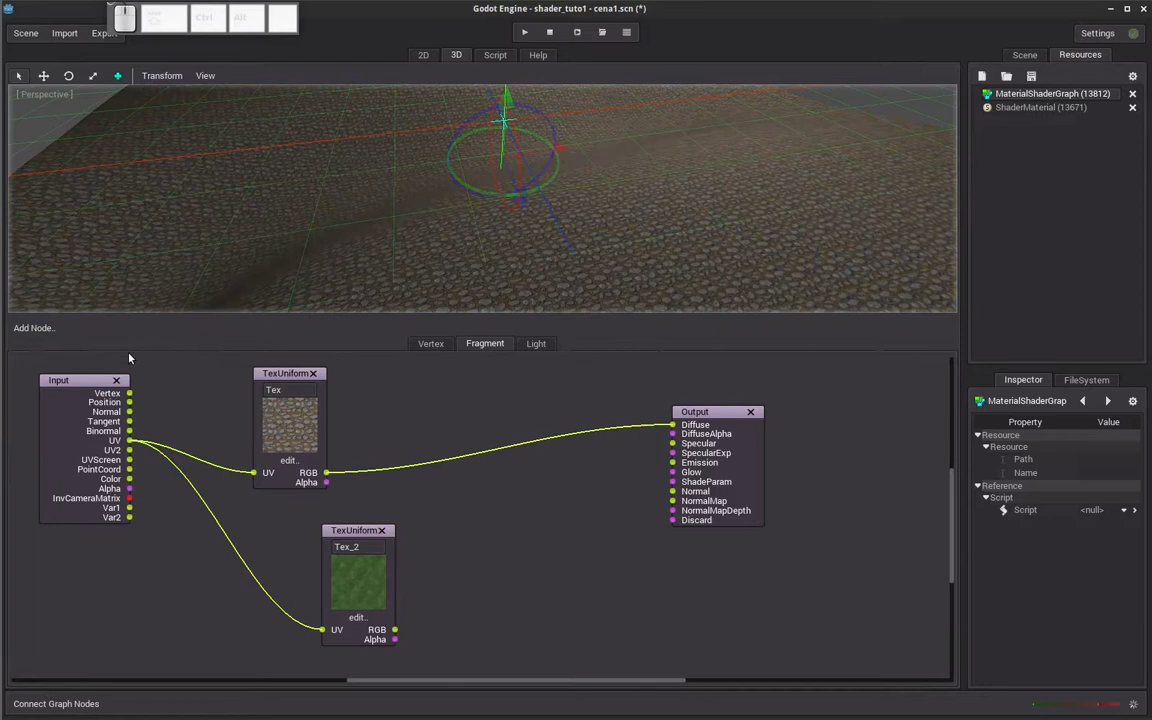 Godot Engine - shader_tuto1 - cena1.scn (*)
Ctrl Alt
Scene Import Settings
2D 3D Script Help
Scene Resources
Transform View
[ Perspective ]
MaterialShaderGraph (13812)
ShaderMaterial (13671)
Add Node..
Vertex Fragment Light
Input
Vertex
Position
Normal
Tangent
Binormal
UV
UV2
UVScreen
PointCoord
Color
Alpha
InvCameraMatrix
Var1
Var2
TexUniform
Tex
edit..
UV RGB
Alpha
TexUniform
Tex_2
edit..
UV RGB
Alpha
Output
Diffuse
DiffuseAlpha
Specular
SpecularExp
Emission
Glow
ShadeParam
Normal
NormalMap
NormalMapDepth
Discard
Inspector FileSystem
MaterialShaderGrap
Property Value
Resource
Resource
Path
Name
Reference
Script
Script <null>
Connect Graph Nodes